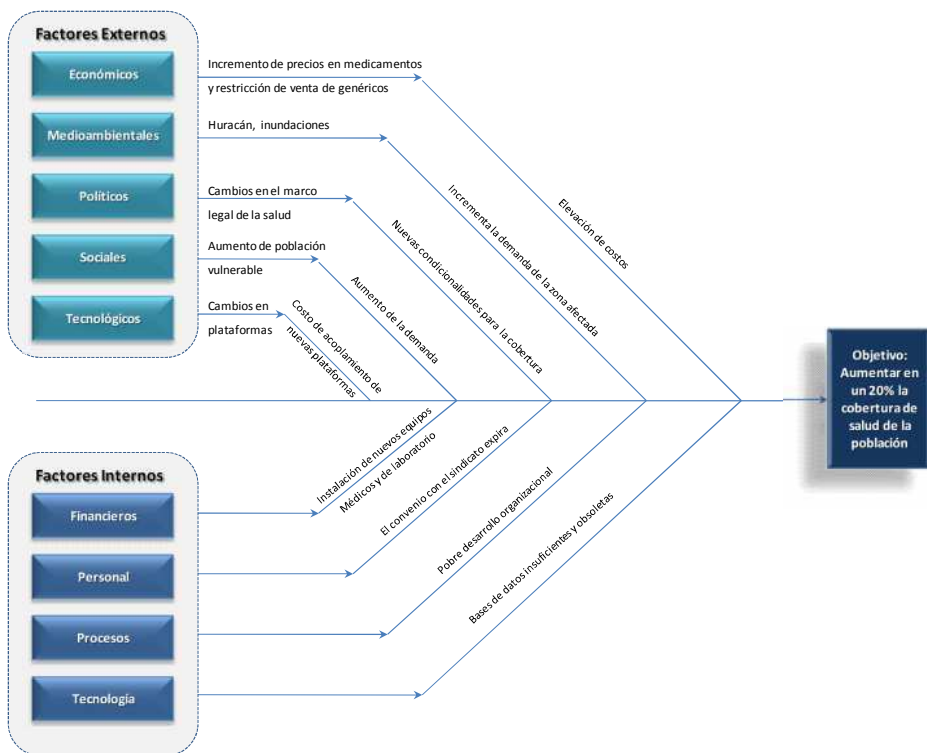 Factores Externos
Económicos
Incremento de precios en medicamentos
y restricción de venta de genéricos
Elevación de costos
Medioambientales
Huracán, inundaciones
Incrementa la demanda de la zona afectada
Políticos
Cambios en el marco
legal de la salud
Nuevas condicionalidades para la cobertura
Sociales
Aumento de población
vulnerable
Aumento de la demanda
Tecnológicos
Cambios en
plataformas
Costo de acoplamiento de
nuevas plataformas
Objetivo:
Aumentar en
un 20% la
cobertura de
salud de la
población
Factores Internos
Financieros
Instalación de nuevos equipos
Médicos y de laboratorio
Personal
El convenio con el sindicato expira
Procesos
Pobre desarrollo organizacional
Tecnología
Bases de datos insuficientes y obsoletas